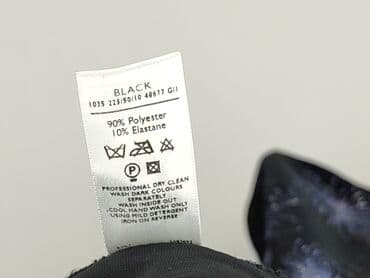 BLACK
1035 225/50/10 48677 GII
90% Polyester
10% Elastane
P
PROFESSIONAL DRY CLEAN
WASH DARK COLOURS
SEPARATELY
WASH INSIDE OUT
COOL HAND WASH ONLY
USING MILD DETERGENT
IRON ON REVERSE